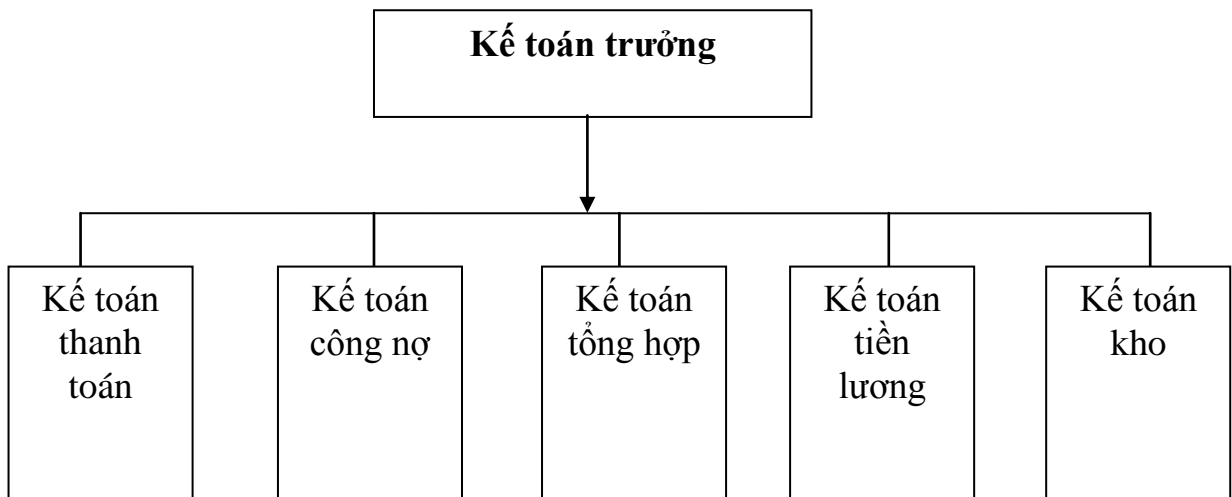 Kế toán trưởng
Kế toán
thanh
toán
Kế toán
công nợ
Kế toán
tổng hợp
Kế toán
tiền
lương
Kế toán
kho